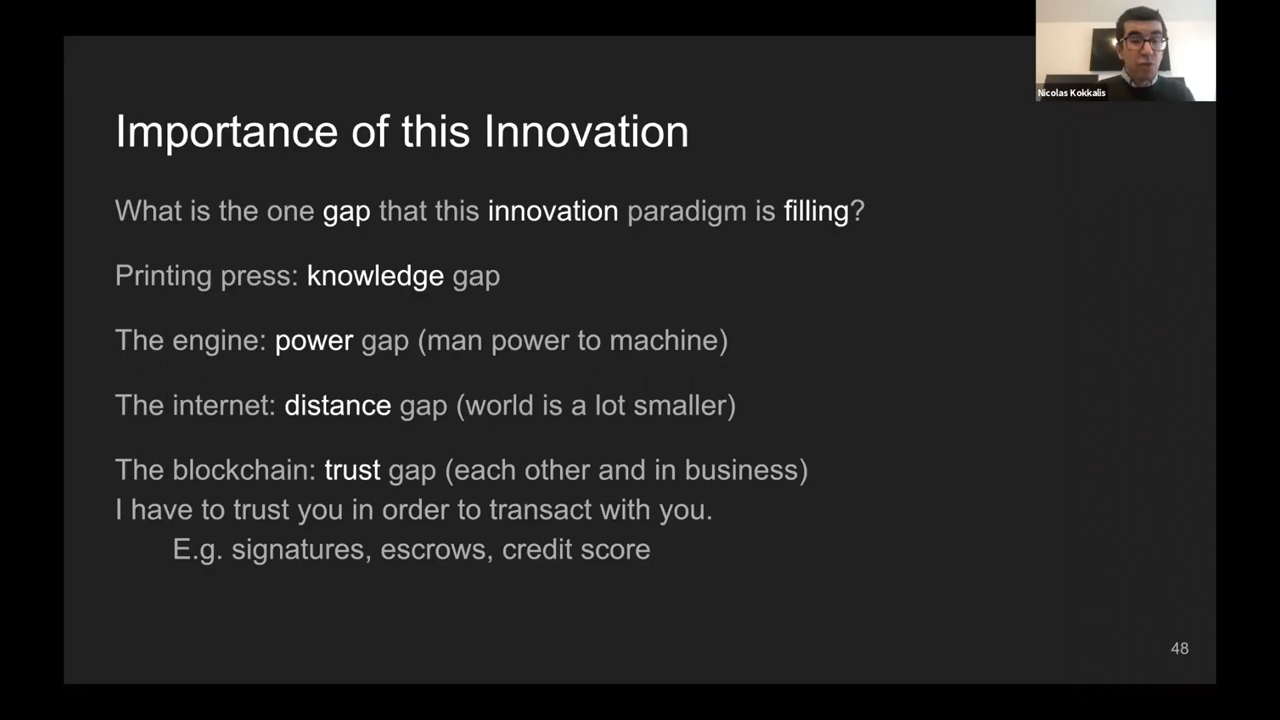 Nicolas Kokkalis
Importance of this Innovation
What is the one gap that this innovation paradigm is filling?
Printing press: knowledge gap
The engine: power gap (man power to machine)
The internet: distance gap (world is a lot smaller)
The blockchain: trust gap (each other and in business)
I have to trust you in order to transact with you.
E.g. signatures, escrows, credit score
48